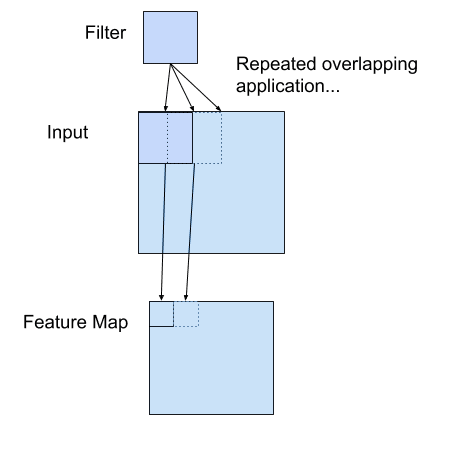 Filter
Repeated overlapping
application...
Input
Feature Map